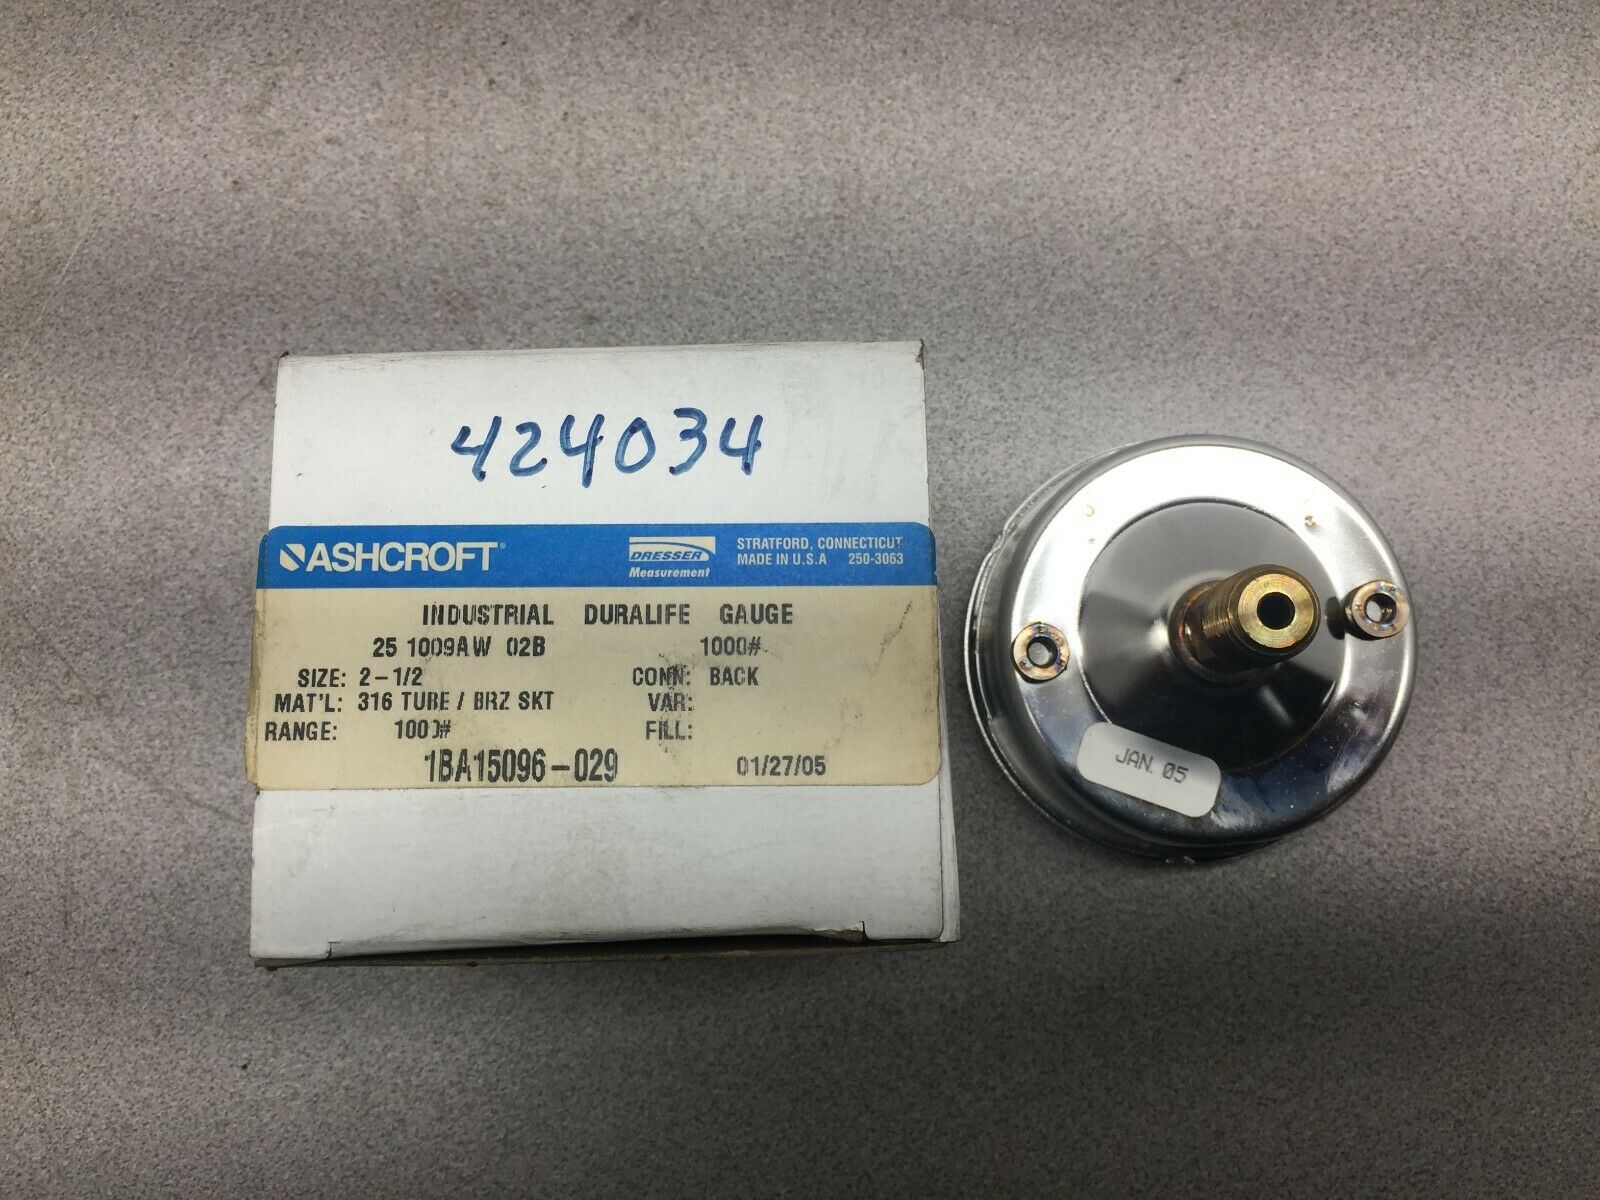 424034
ASHCROFT®
DRESSER
Measurement
STRATFORD, CONNECTICUT
MADE IN U.S.A 250-3063
INDUSTRIAL DURALIFE GAUGE
25 1009AW 02B 1000#
SIZE: 2-1/2 CONN: BACK
MAT'L: 316 TUBE / BRZ SKT VAR:
RANGE: 1000# FILL:
1BA15096-029 01/27/05
JAN. 05